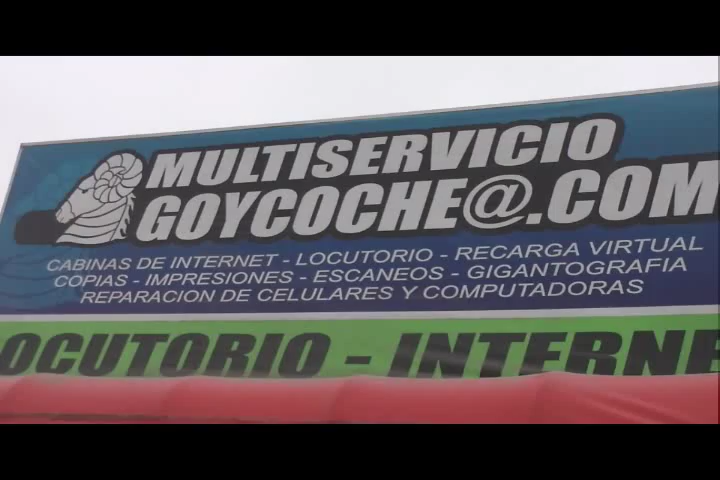 MULTISERVICIO
GOYCOCHE@.COM
CABINAS DE INTERNET - LOCUTORIO - RECARGA VIRTUAL
COPIAS - IMPRESIONES - ESCANEOS - GIGANTOGRAFIA
REPARACION DE CELULARES Y COMPUTADORAS
OCUTORIO - INTERNE